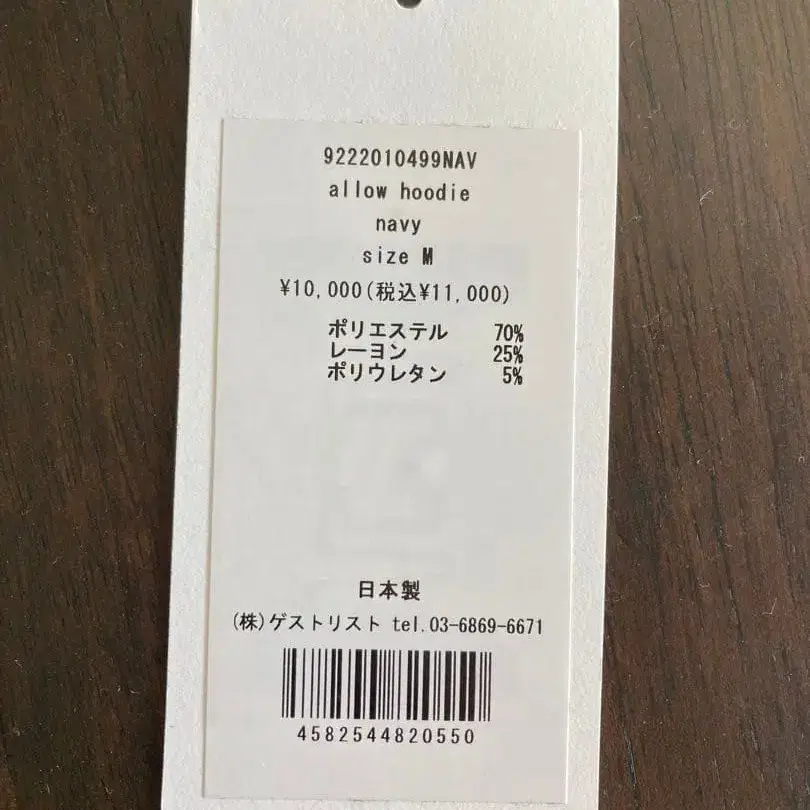 9222010499NAV
allow hoodie
navy
size M
¥10,000(税込¥11,000)
ポリエステル 70%
レーヨン 25%
ポリウレタン 5%
日本製
(株)ゲストリスト tel.03-6869-6671
4582544820550